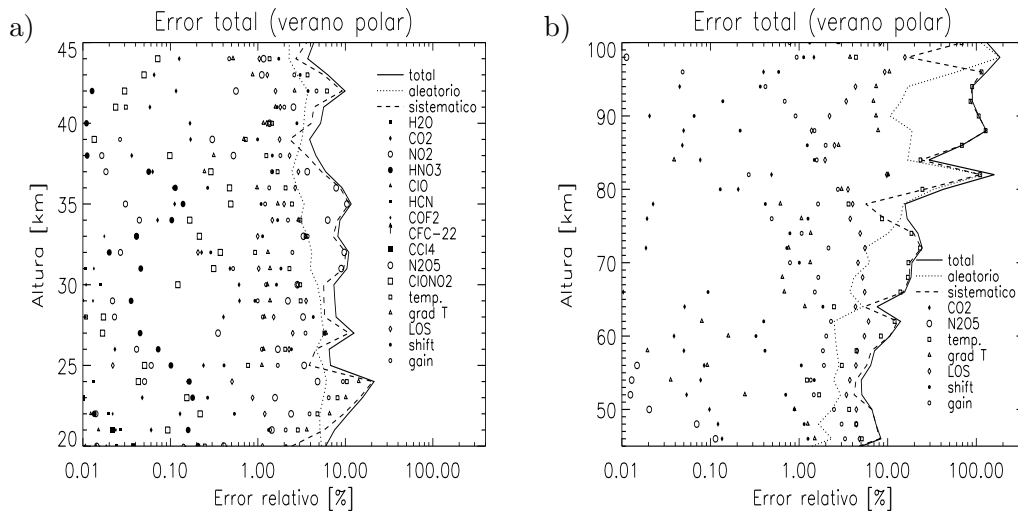 a)
Error total (verano polar)
45
40
35
30
25
20
Altura [km]
total
aleatorio
sistematico
H2O
CO2
NO2
HNO3
ClO
HCN
COF2
CFC-22
CCl4
N2O5
ClONO2
temp.
grad T
LOS
shift
gain
0.01
0.10
1.00
10.00
100.00
Error relativo [%]
b)
Error total (verano polar)
100
90
80
70
60
50
Altura [km]
total
aleatorio
sistematico
CO2
N2O5
temp.
grad T
LOS
shift
gain
0.01
0.10
1.00
10.00
100.00
Error relativo [%]